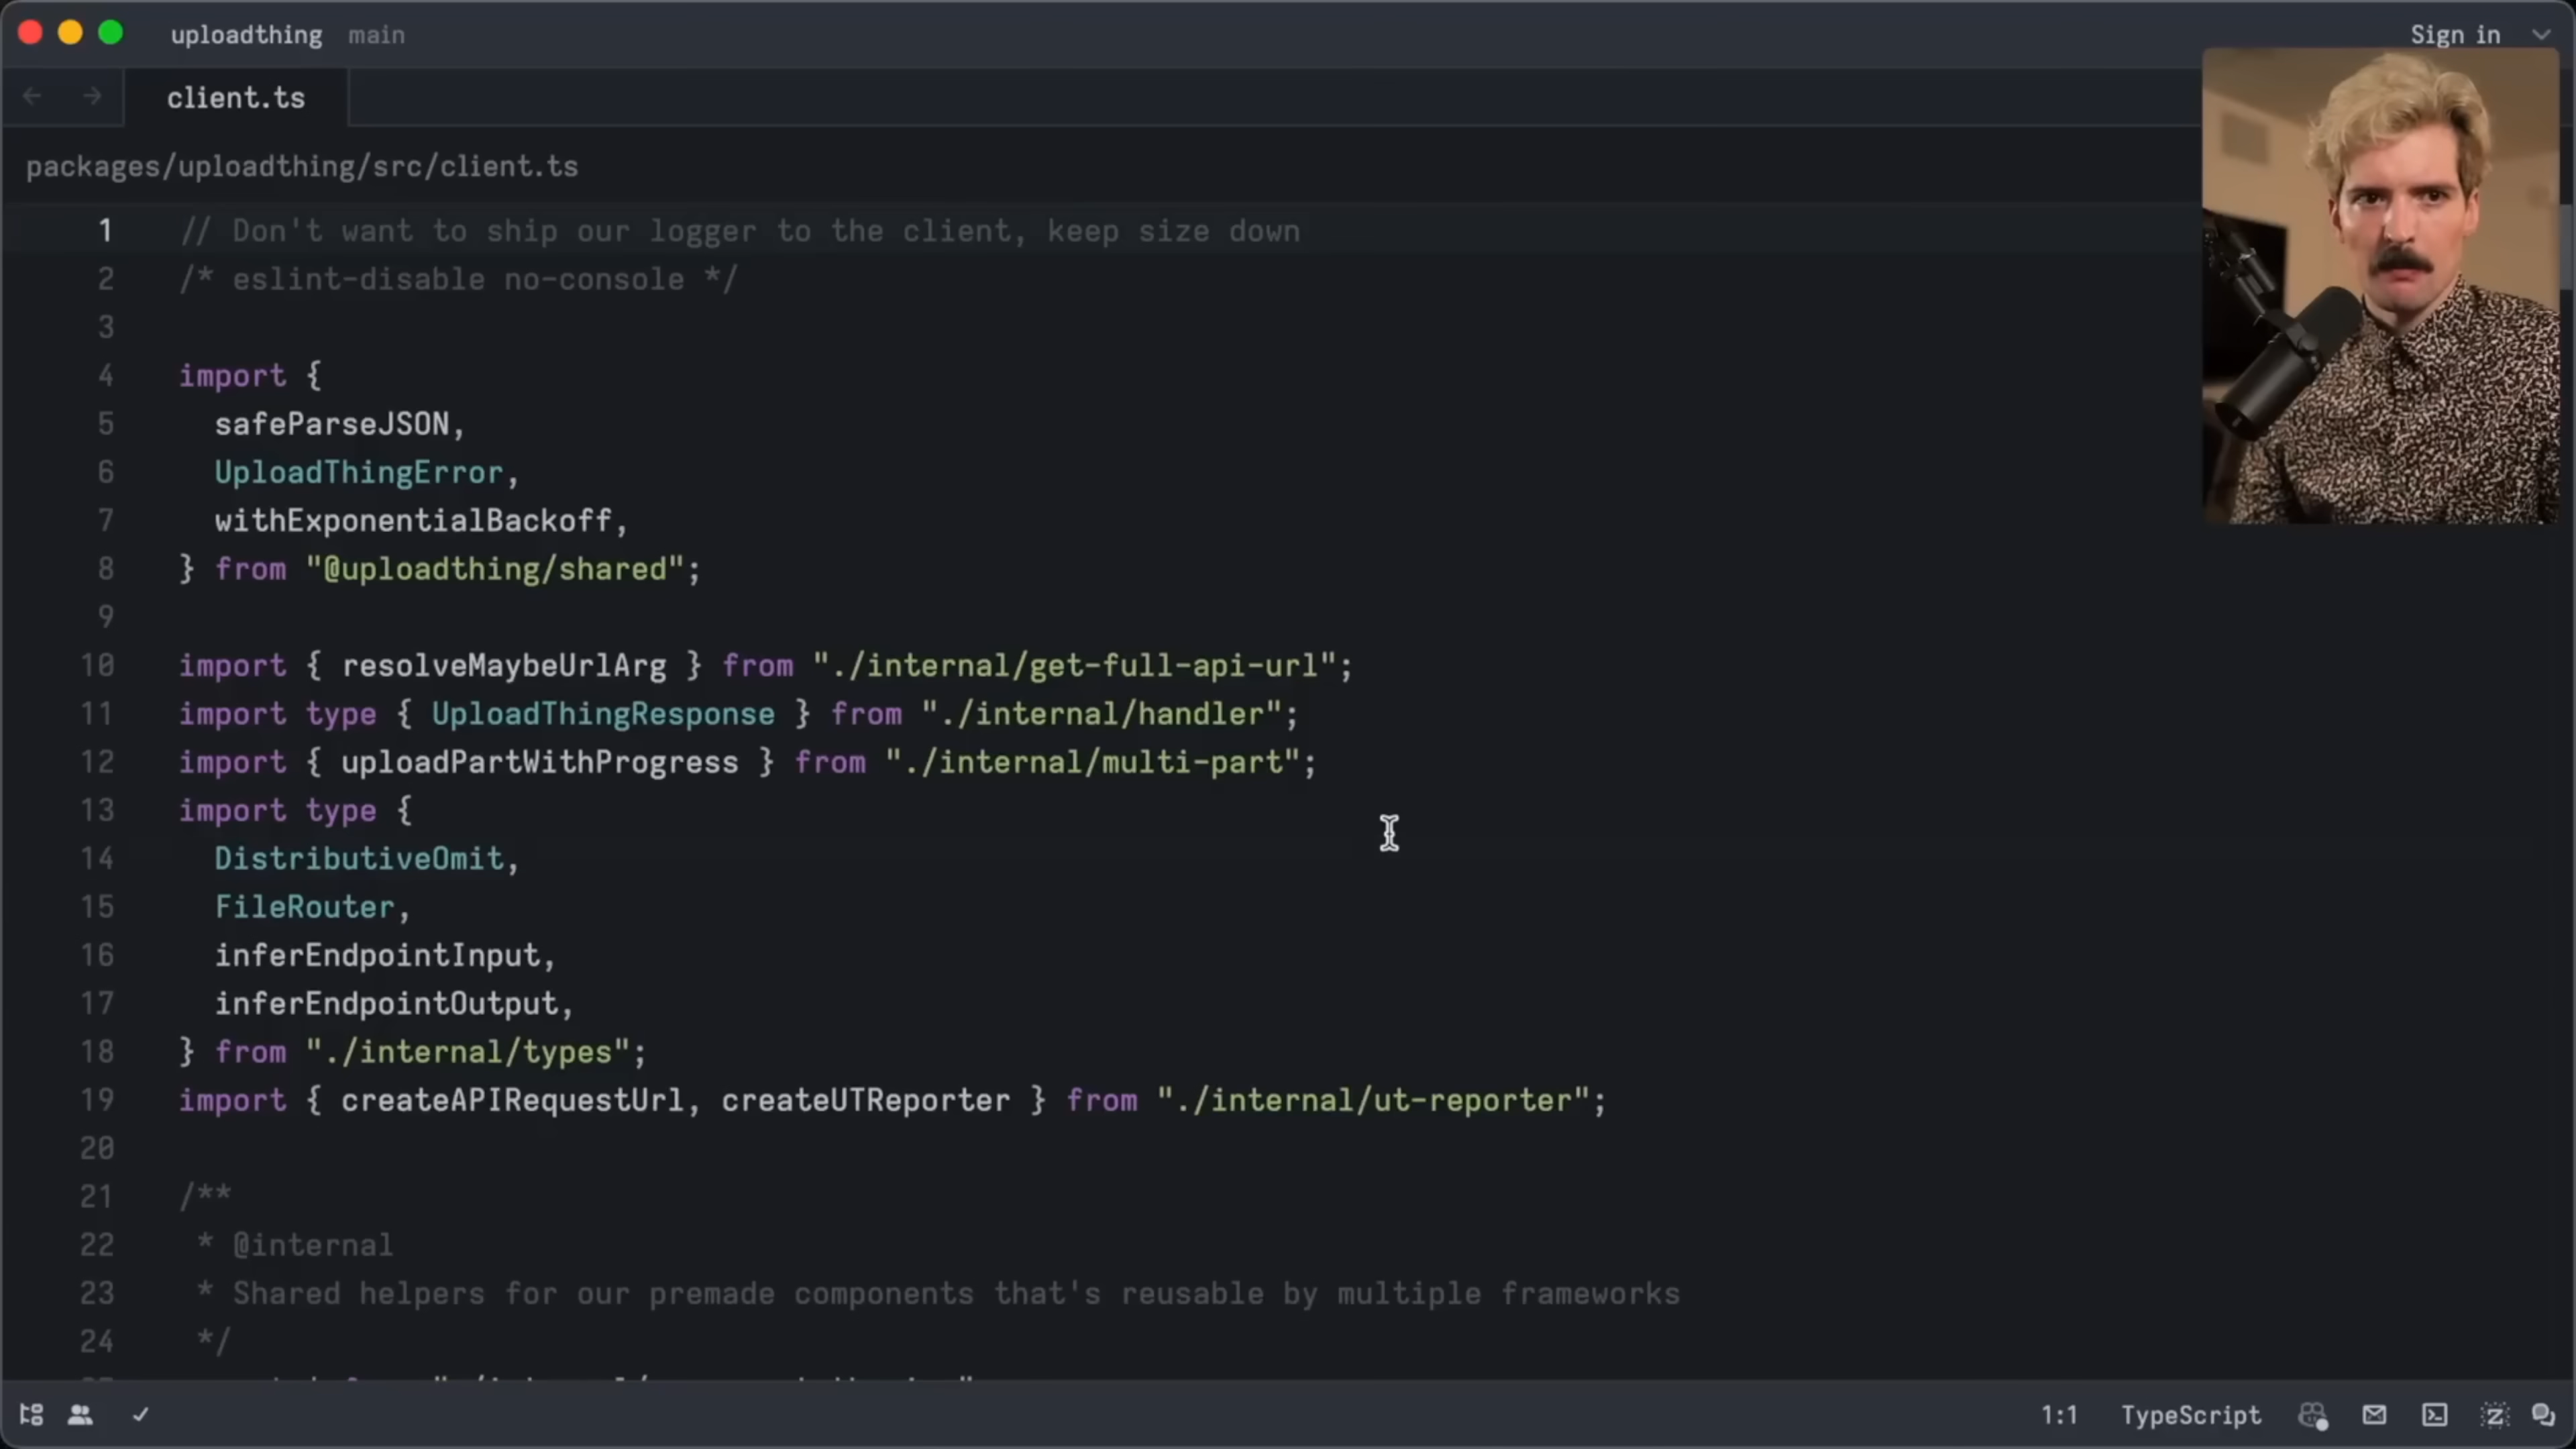 uploadthing main Sign in
client.ts
packages/uploadthing/src/client.ts
1 // Don't want to ship our logger to the client, keep size down
2 /* eslint-disable no-console */
3
4 import {
5 safeParseJSON,
6 UploadThingError,
7 withExponentialBackoff,
8 } from "@uploadthing/shared";
9
10 import { resolveMaybeUrlArg } from "./internal/get-full-api-url";
11 import type { UploadThingResponse } from "./internal/handler";
12 import { uploadPartWithProgress } from "./internal/multi-part";
13 import type {
14 DistributiveOmit,
15 FileRouter,
16 inferEndpointInput,
17 inferEndpointOutput,
18 } from "./internal/types";
19 import { createAPIRequestUrl, createUTReporter } from "./internal/ut-reporter";
20
21 /**
22 * @internal
23 * Shared helpers for our premade components that's reusable by multiple frameworks
24 */
1:1 TypeScript